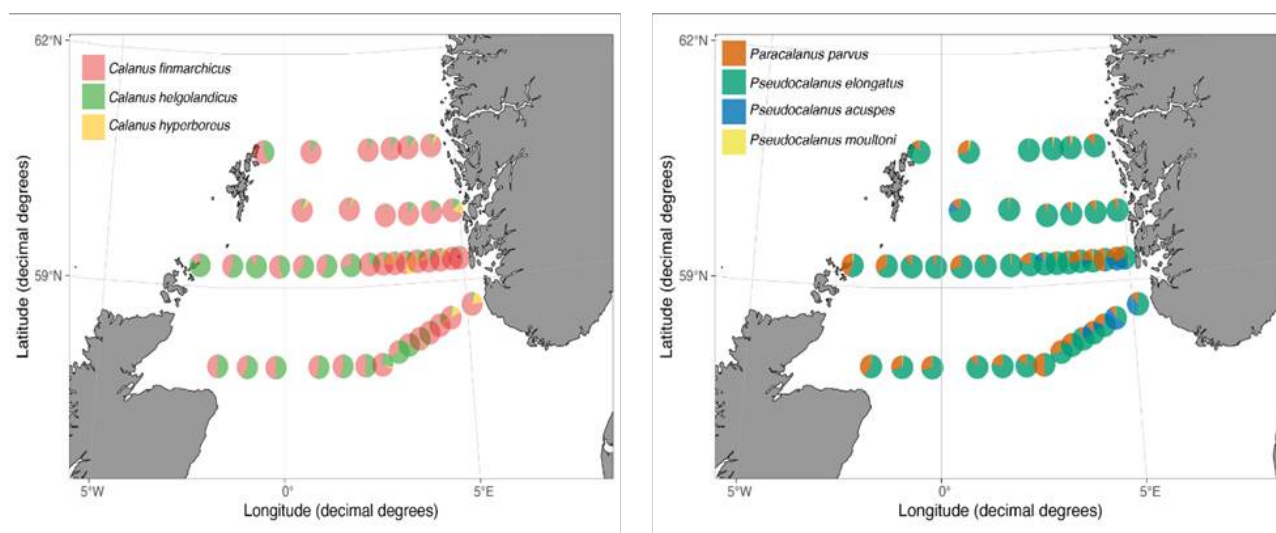 62°N
Calanus finmarchicus
Calanus helgolandicus
Calanus hyporborous
Latitude (decimal degrees)
59°N
5°W
0°
5°E
Longitude (decimal degrees)
62°N
Paracalanus parvus
Pseudocalanus elongatus
Pseudocalanus acuspes
Pseudocalanus moultoni
Latitude (decimal degrees)
59°N
5°W
0°
5°E
Longitude (decimal degrees)